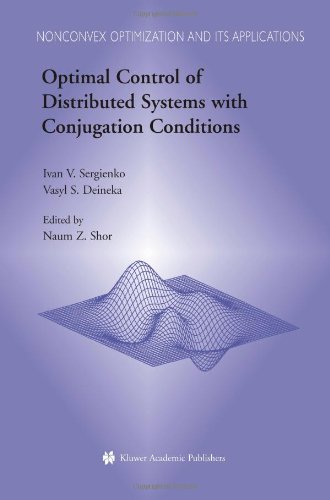 NONCONVEX OPTIMIZATION AND ITS APPLICATIONS
Optimal Control of
Distributed Systems with
Conjugation Conditions
Ivan V. Sergienko
Vasyl S. Deineka
Edited by
Naum Z. Shor
Kluwer Academic Publishers